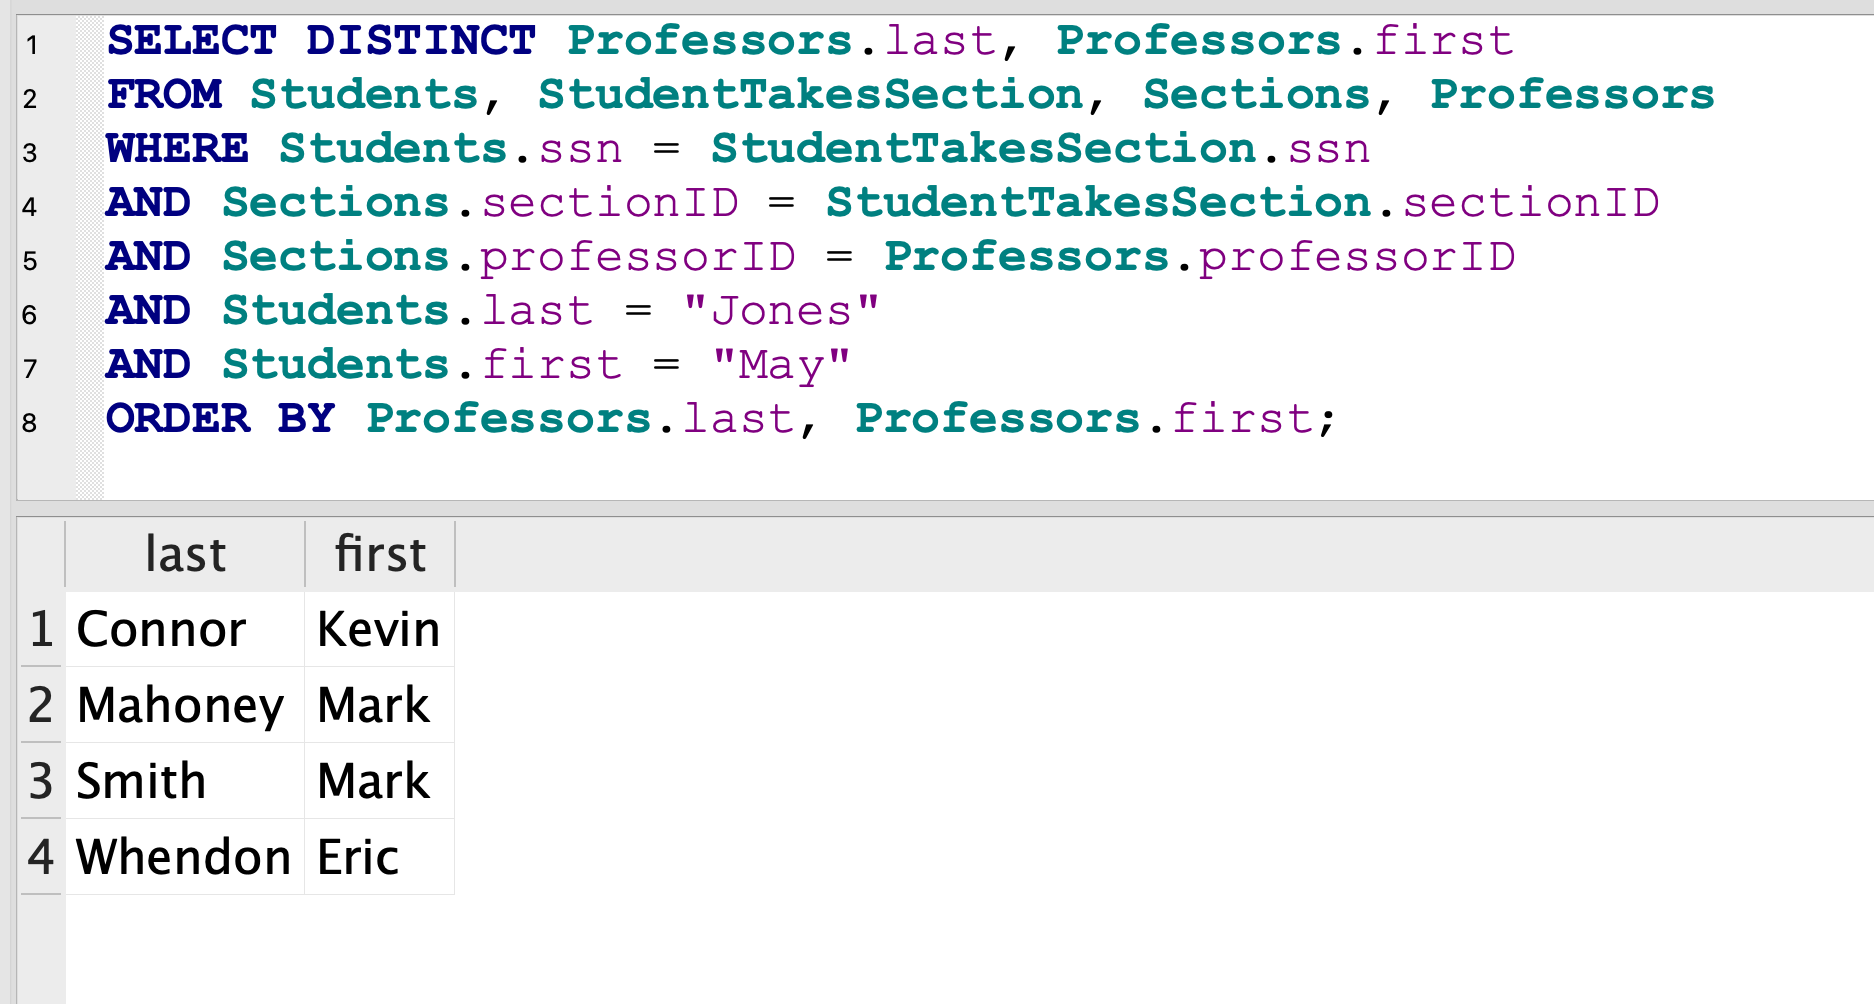 1 SELECT DISTINCT Professors.last, Professors.first
2 FROM Students, StudentTakesSection, Sections, Professors
3 WHERE Students.ssn = StudentTakesSection.ssn
4 AND Sections.sectionID = StudentTakesSection.sectionID
5 AND Sections.professorID = Professors.professorID
6 AND Students.last = "Jones"
7 AND Students.first = "May"
8 ORDER BY Professors.last, Professors.first;
last first
1 Connor Kevin
2 Mahoney Mark
3 Smith Mark
4 Whendon Eric